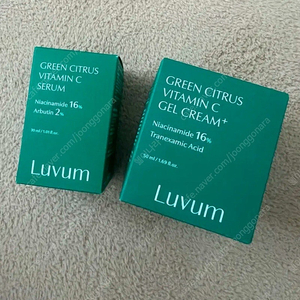 GREEN CITRUS
VITAMIN C
SERUM
Niacinamide 16%
Arbutin 2%
Luvum
GREEN CITRUS
VITAMIN C
GEL CREAM+
Niacinamide 16%
Tranexamic Acid
50 ml / 1.69 fl.oz.
Luvum